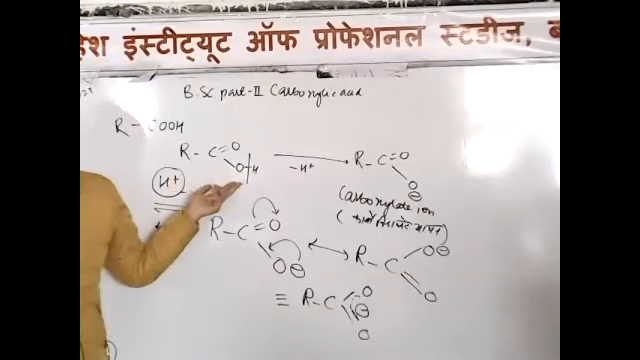 इंस्टीट्यूट ऑफ प्रोफेशनल स्टडीज,
B.Sc part-II Carboxylic acid
R - COOH
R - C = O
O - H
- H+
R - C = O
O ⊖
H+
Carboxylate ion
R - C = O
O ⊖
R - C
O ⊖
O
≡ R - C
O
⊖
O